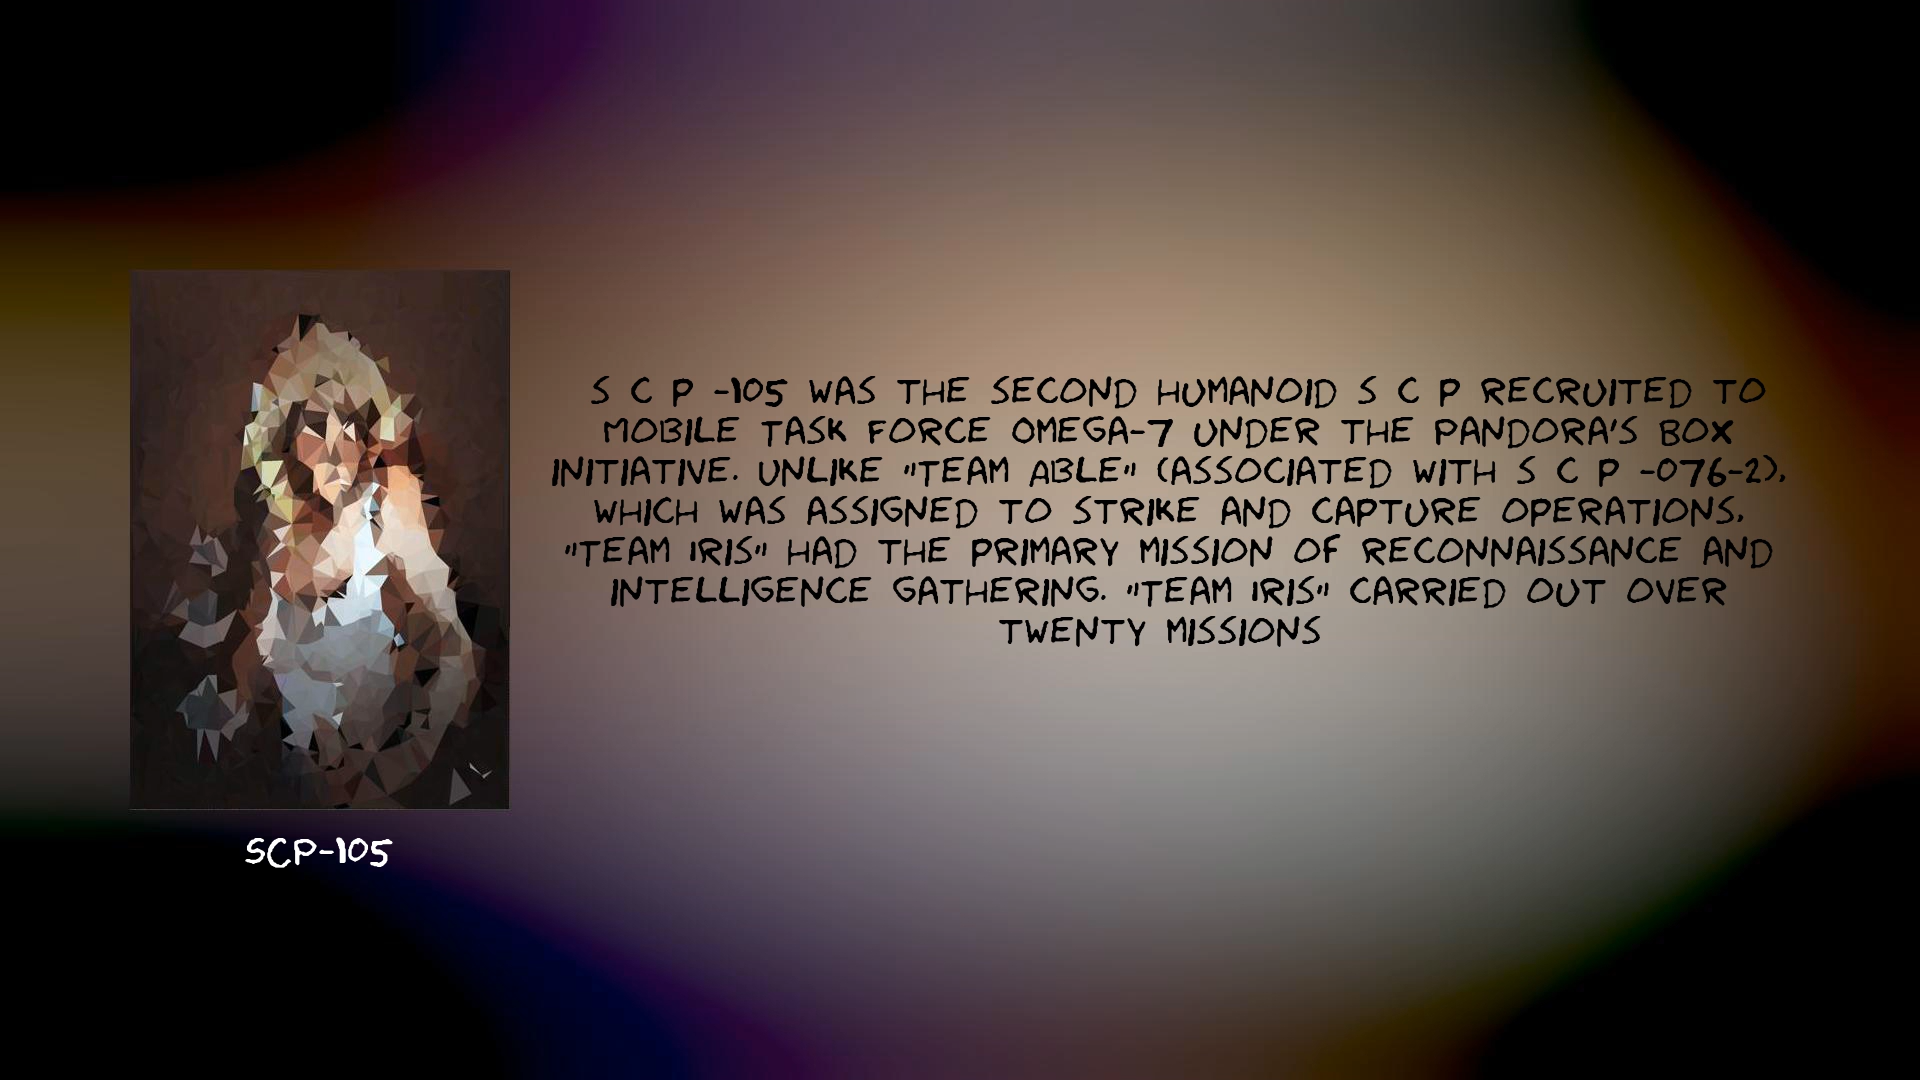 S C P -105 WAS THE SECOND HUMANOID S C P RECRUITED TO
MOBILE TASK FORCE OMEGA-7 UNDER THE PANDORA'S BOX
INITIATIVE. UNLIKE "TEAM ABLE" (ASSOCIATED WITH S C P -076-2),
WHICH WAS ASSIGNED TO STRIKE AND CAPTURE OPERATIONS,
"TEAM IRIS" HAD THE PRIMARY MISSION OF RECONNAISSANCE AND
INTELLIGENCE GATHERING. "TEAM IRIS" CARRIED OUT OVER
TWENTY MISSIONS
SCP-105